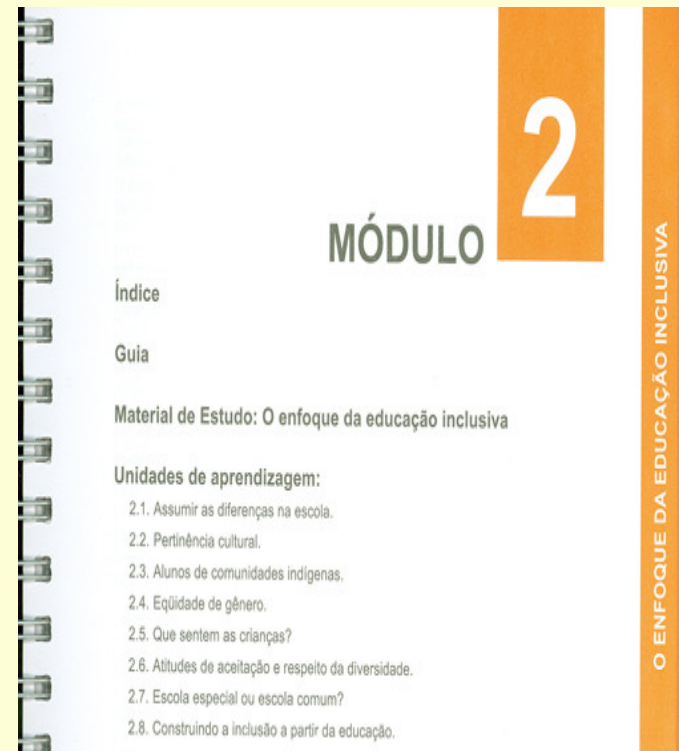 2
MÓDULO
Índice
Guia
Material de Estudo: O enfoque da educação inclusiva
Unidades de aprendizagem:
2.1. Assumir as diferenças na escola.
2.2. Pertinência cultural.
2.3. Alunos de comunidades indígenas.
2.4. Eqüidade de gênero.
2.5. Que sentem as crianças?
2.6. Atitudes de aceitação e respeito da diversidade.
2.7. Escola especial ou escola comum?
2.8. Construindo a inclusão a partir da educação.
O ENFOQUE DA EDUCAÇÃO INCLUSIVA